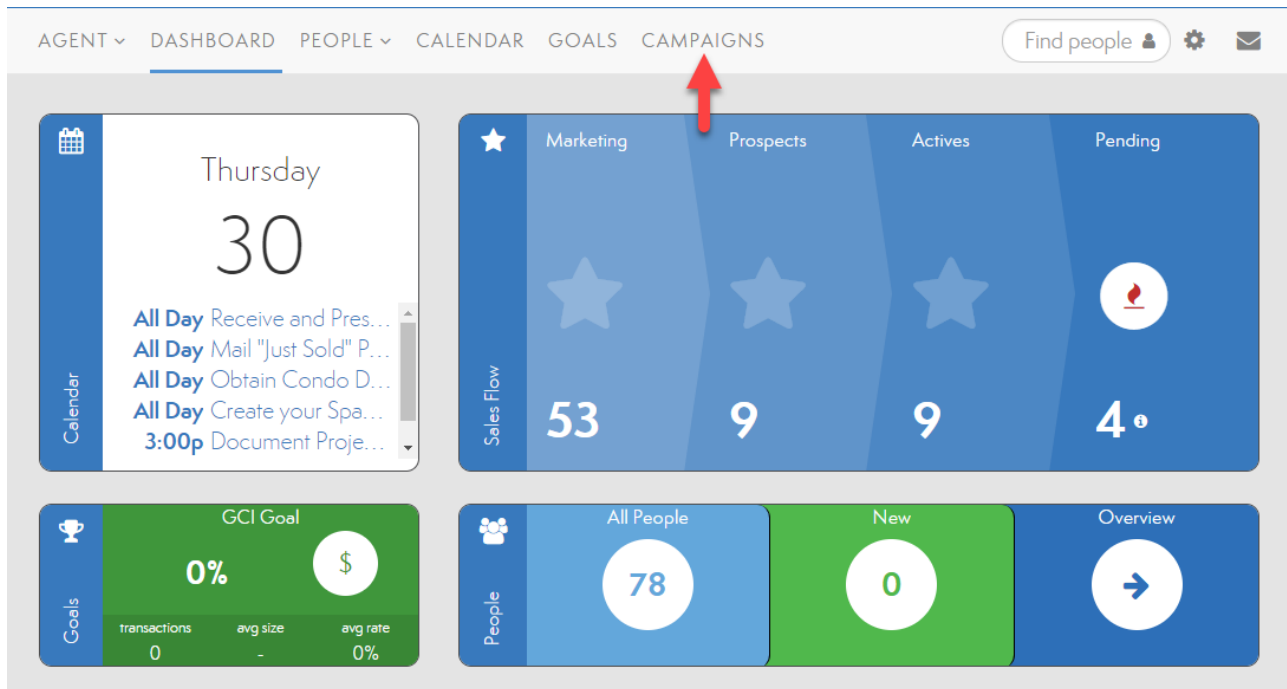 AGENT DASHBOARD PEOPLE CALENDAR GOALS CAMPAIGNS Find people
Calendar
Thursday
30
All Day Receive and Pres...
All Day Mail "Just Sold" P...
All Day Obtain Condo D...
All Day Create your Spa...
3:00p Document Proje...
Sales Flow
Marketing Prospects Actives Pending
53 9 9 4
Goals
GCI Goal
0% $
transactions avg size avg rate
0 - 0%
People
All People New Overview
78 0